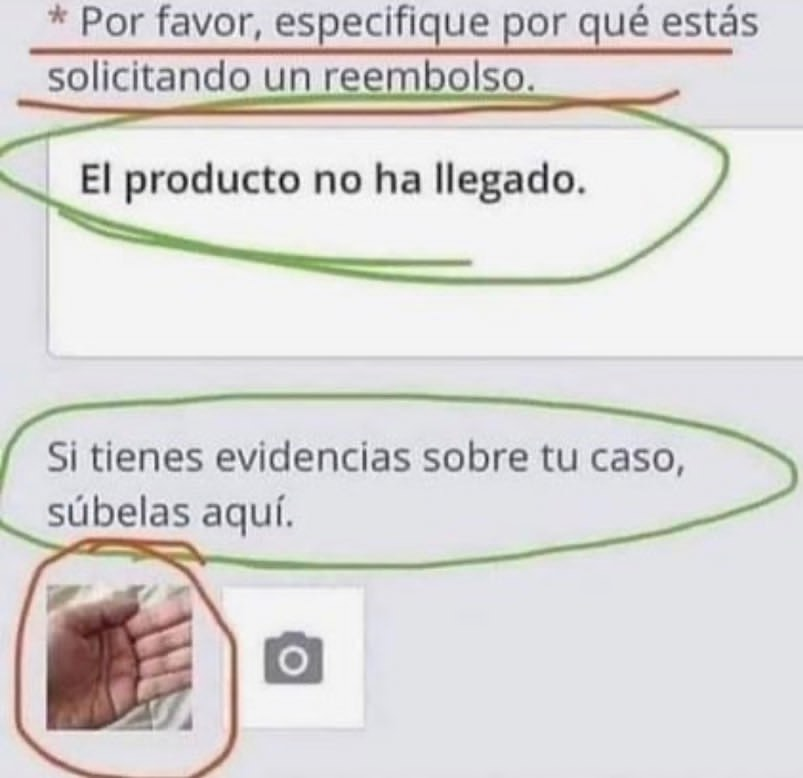 * Por favor, especifique por qué estás
solicitando un reembolso.
El producto no ha llegado.
Si tienes evidencias sobre tu caso,
súbelas aquí.